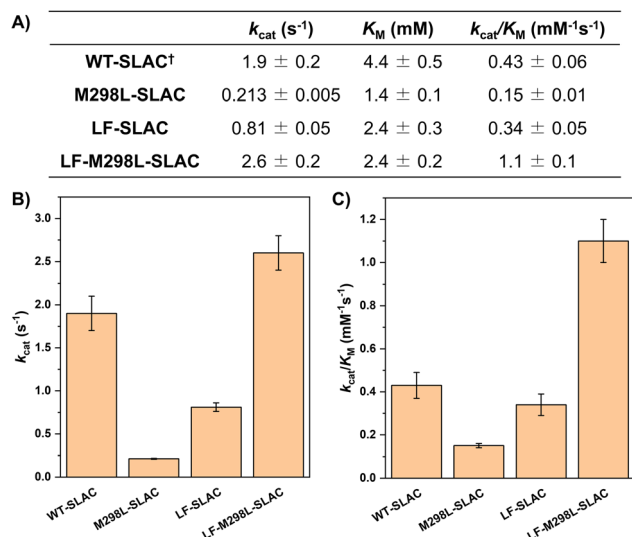 A)
kcat (s-1) KM (mM) kcat/KM (mM-1s-1)
WT-SLAC† 1.9 ± 0.2 4.4 ± 0.5 0.43 ± 0.06
M298L-SLAC 0.213 ± 0.005 1.4 ± 0.1 0.15 ± 0.01
LF-SLAC 0.81 ± 0.05 2.4 ± 0.3 0.34 ± 0.05
LF-M298L-SLAC 2.6 ± 0.2 2.4 ± 0.2 1.1 ± 0.1
B)
kcat (s-1)
3.0
2.5
2.0
1.5
1.0
0.5
0.0
WT-SLAC
M298L-SLAC
LF-SLAC
LF-M298L-SLAC
C)
kcat/KM (mM-1s-1)
1.2
1.0
0.8
0.6
0.4
0.2
0.0
WT-SLAC
M298L-SLAC
LF-SLAC
LF-M298L-SLAC